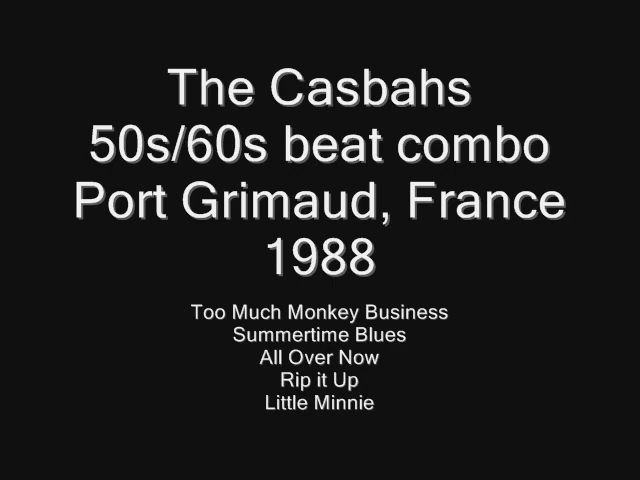 The Casbahs
50s/60s beat combo
Port Grimaud, France
1988
Too Much Monkey Business
Summertime Blues
All Over Now
Rip it Up
Little Minnie